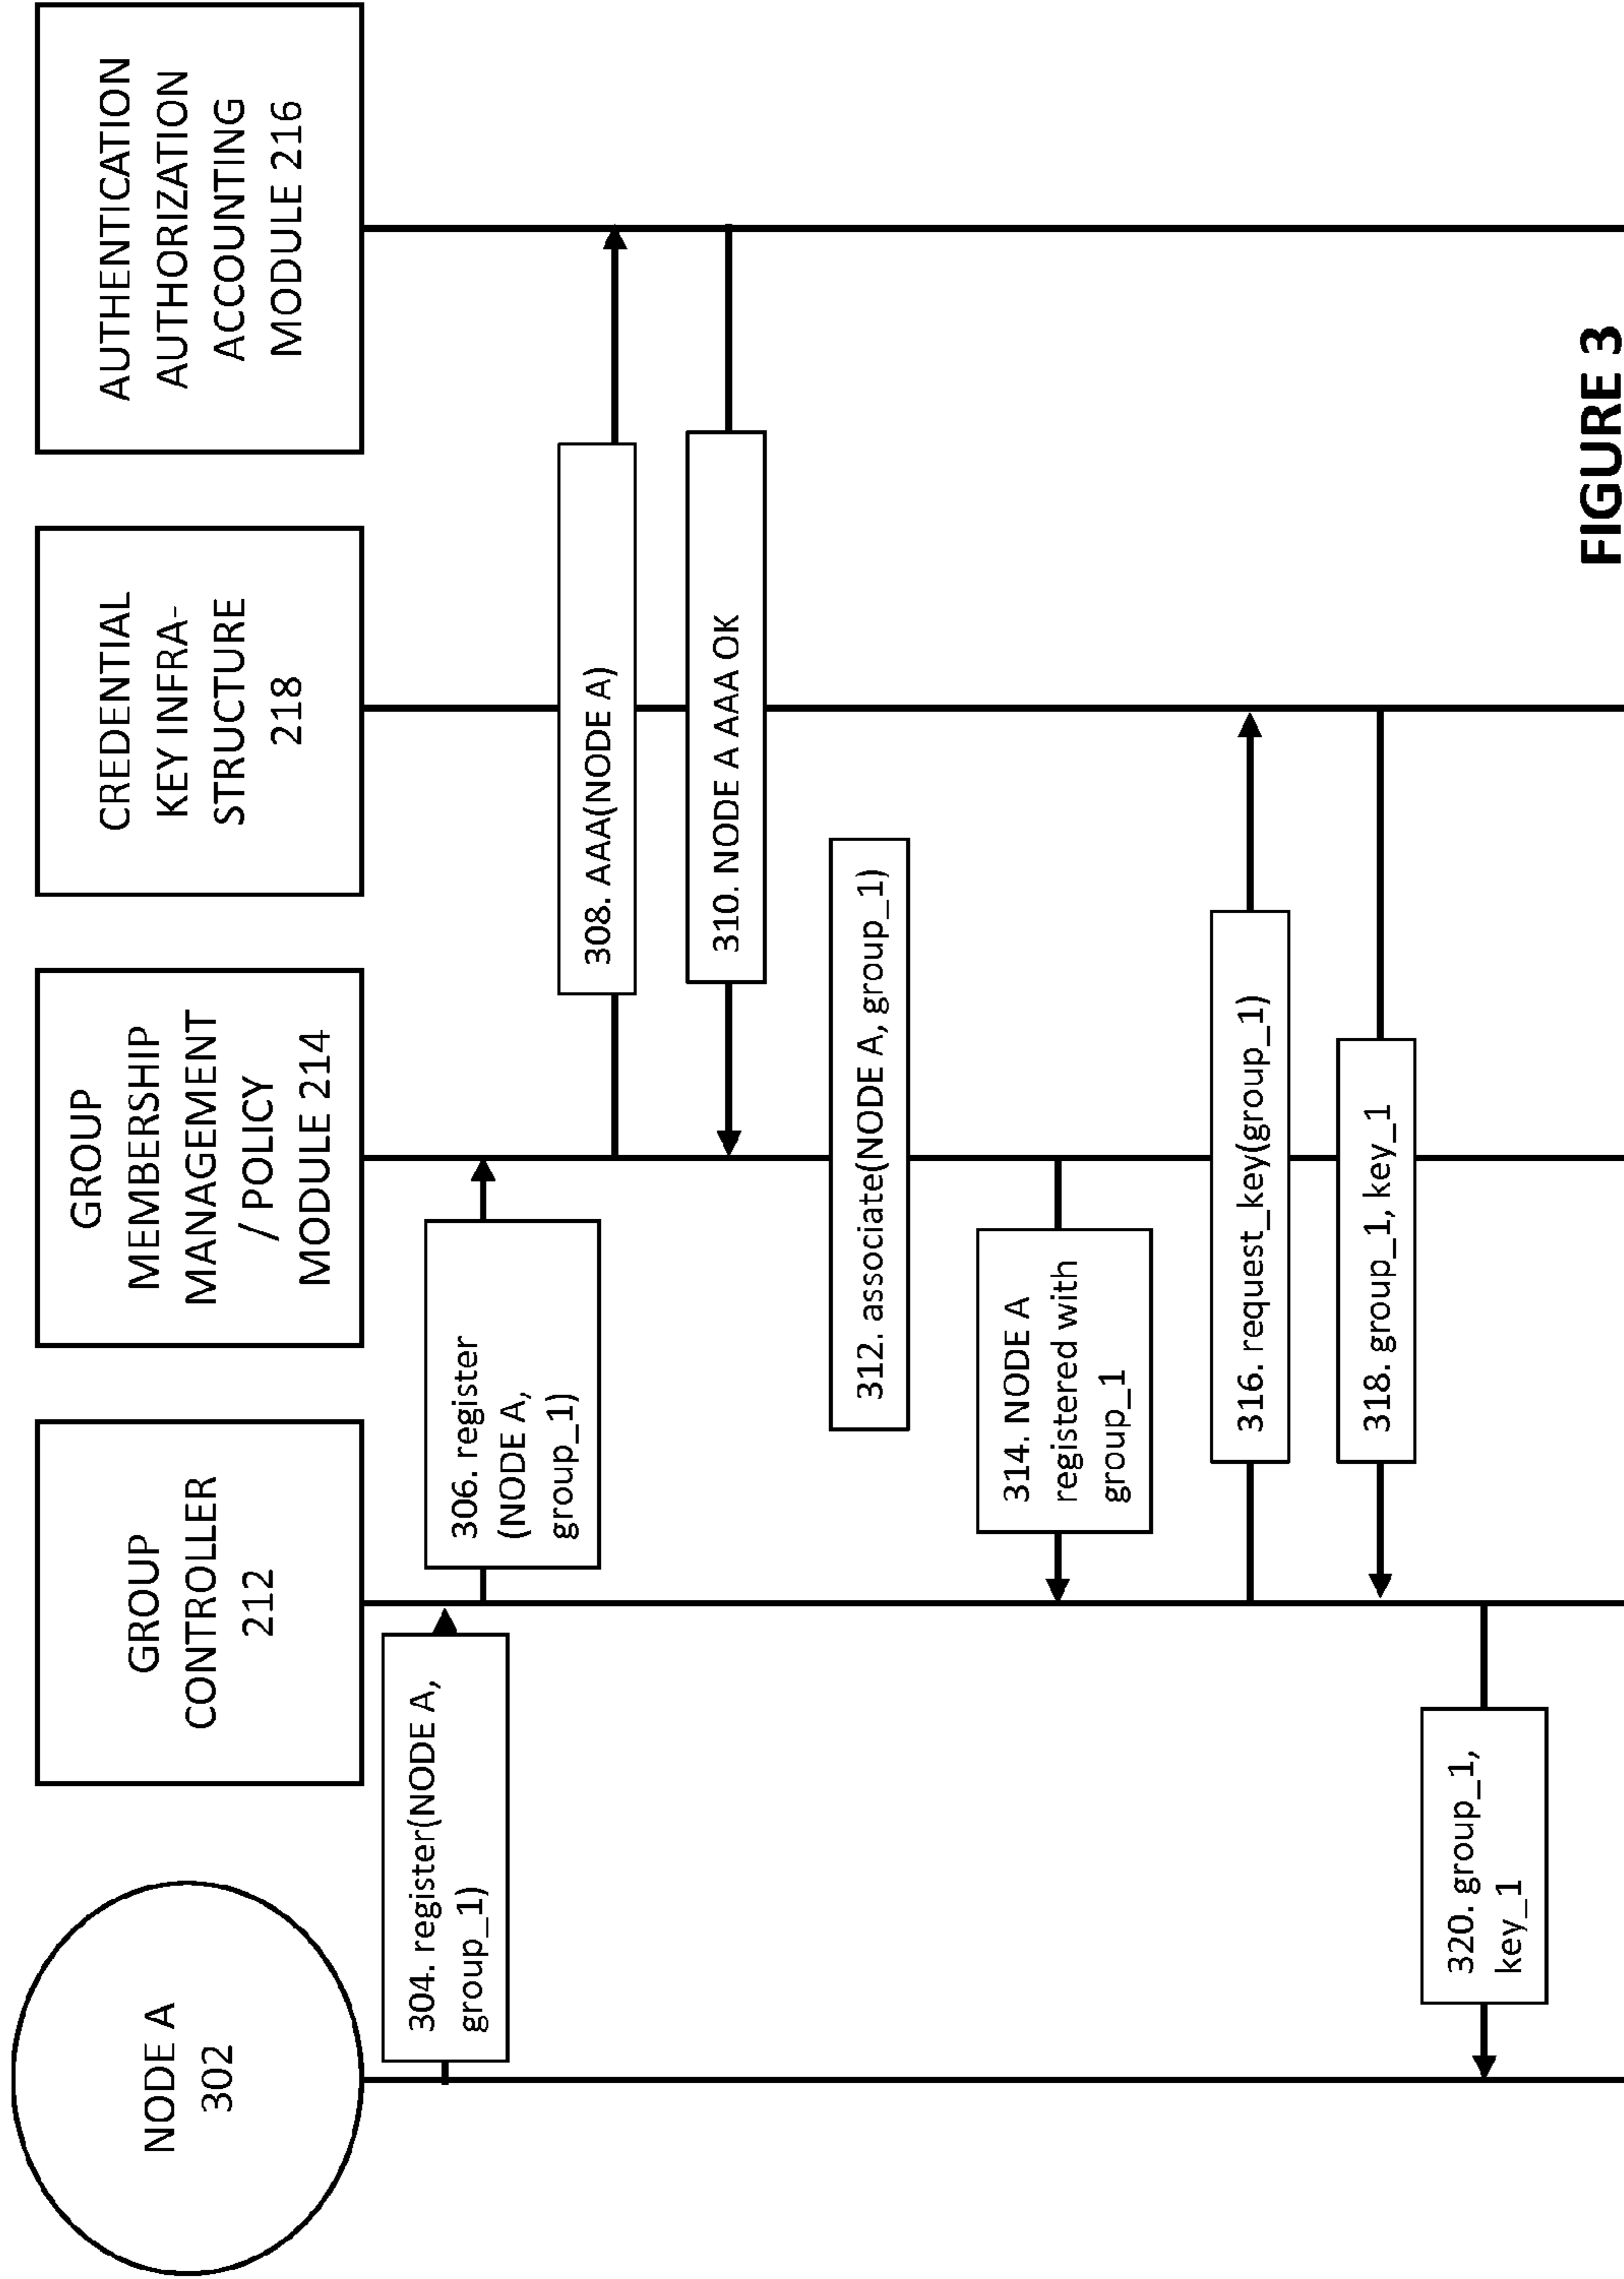 NODE A
302
GROUP
CONTROLLER
212
GROUP
MEMBERSHIP
MANAGEMENT
/ POLICY
MODULE 214
CREDENTIAL
KEY INFRA-
STRUCTURE
218
AUTHENTICATION
AUTHORIZATION
ACCOUNTING
MODULE 216
304. register(NODE A,
group_1)
306. register
(NODE A,
group_1)
308. AAA(NODE A)
310. NODE A AAA OK
312. associate(NODE A, group_1)
314. NODE A
registered with
group_1
316. request_key(group_1)
318. group_1, key_1
320. group_1,
key_1
FIGURE 3